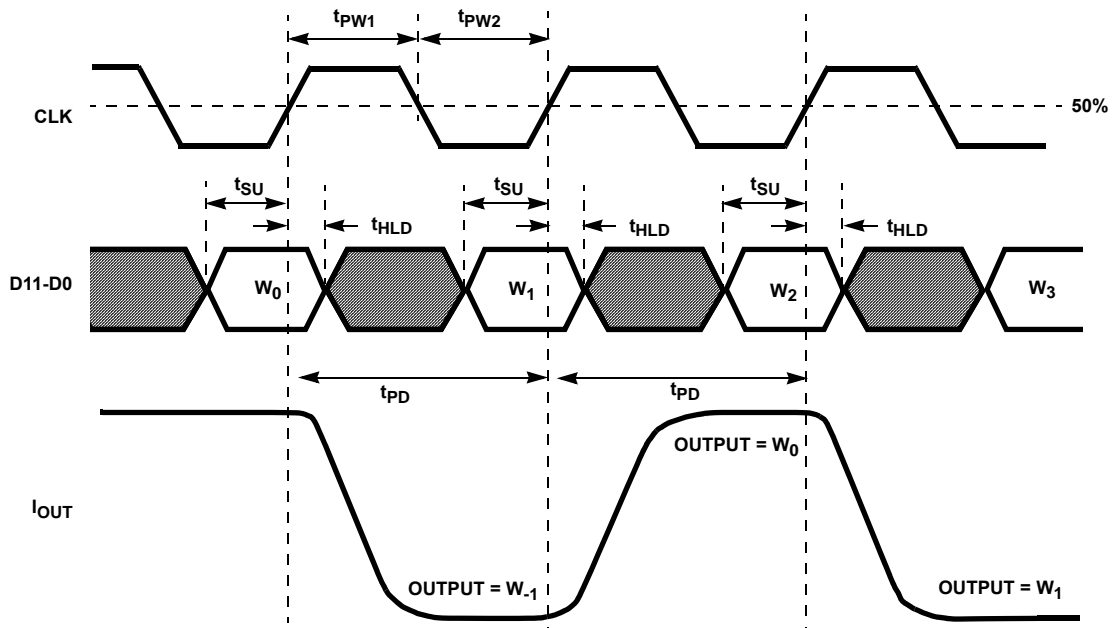 tPW1 tPW2
CLK
50%
tSU tSU tSU
tHLD tHLD tHLD
D11-D0
W0 W1 W2 W3
tPD tPD
OUTPUT = W0
IOUT
OUTPUT = W-1 OUTPUT = W1